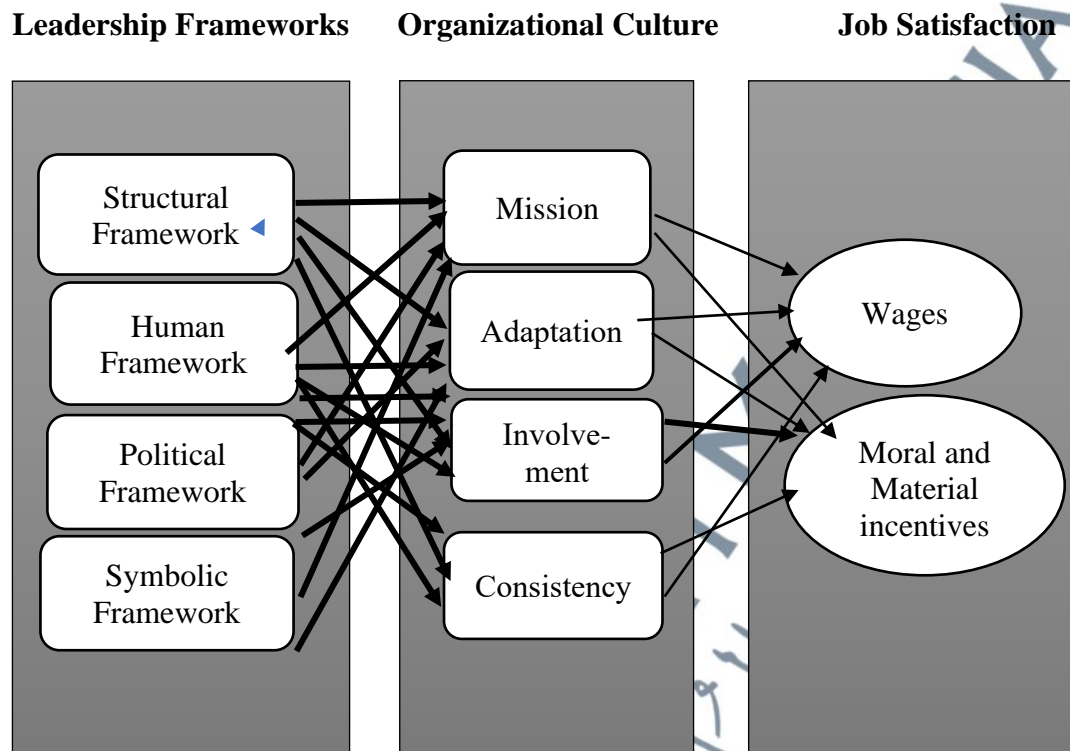 Leadership Frameworks
Organizational Culture
Job Satisfaction
Structural
Framework
Human
Framework
Political
Framework
Symbolic
Framework
Mission
Adaptation
Involve-
ment
Consistency
Wages
Moral and
Material
incentives